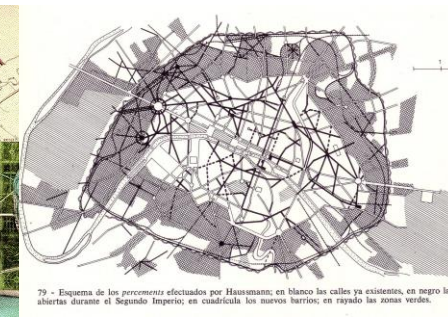 79 - Esquema de los percements efectuados por Haussmann; en blanco las calles ya existentes, en negro las
abiertas durante el Segundo Imperio; en cuadrícula los nuevos barrios; en rayado las zonas verdes.